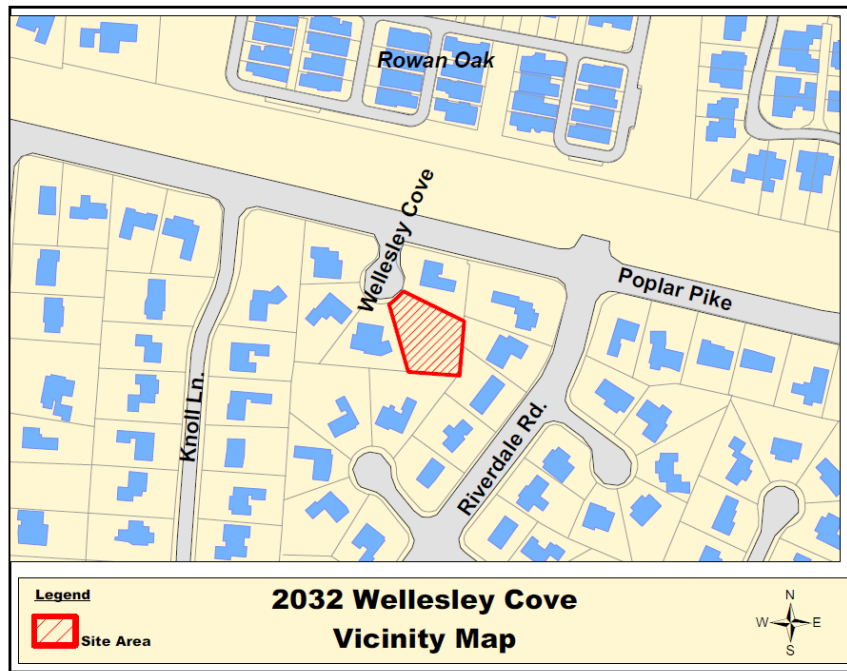 Rowan Oak
Wellesley Cove
Poplar Pike
Knoll Ln.
Riverdale Rd.
Legend
Site Area
2032 Wellesley Cove
Vicinity Map
N
W
E
S